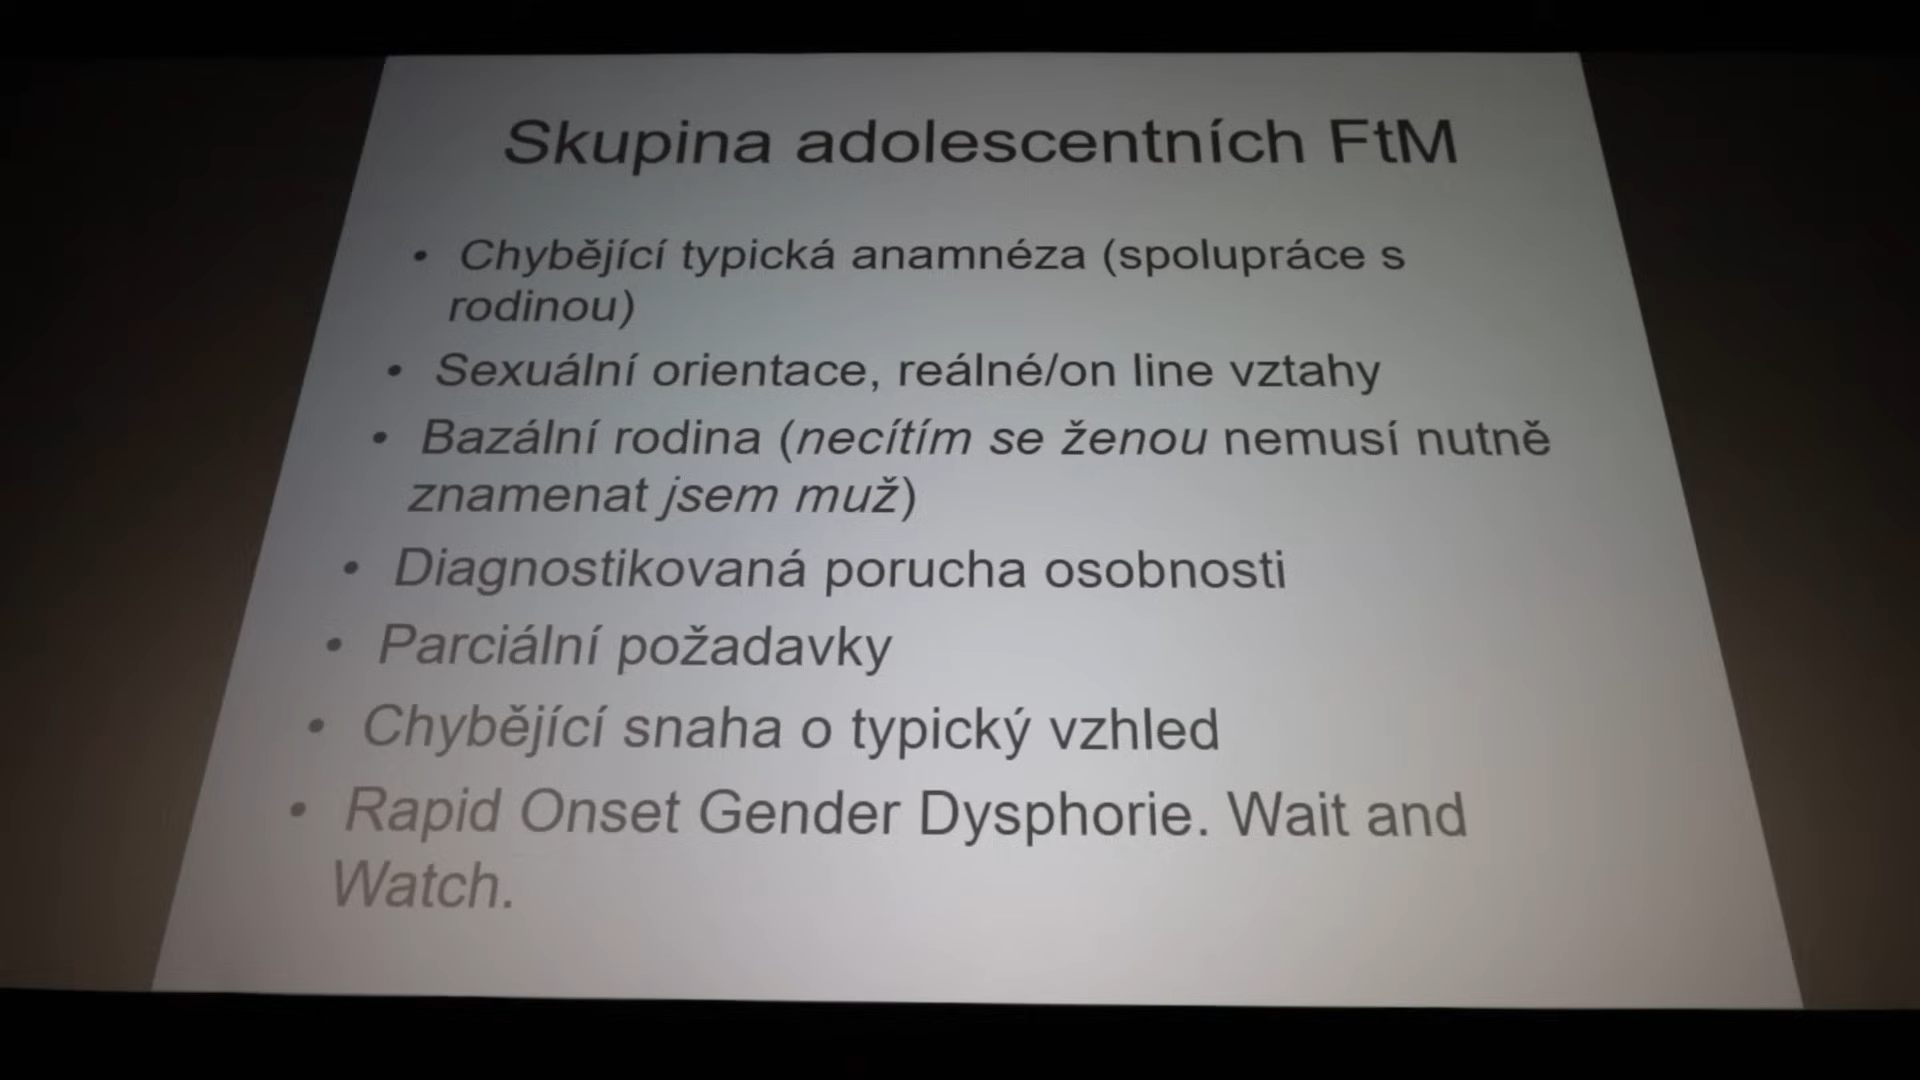 Skupina adolescentních FtM
• Chybějící typická anamnéza (spolupráce s
rodinou)
• Sexuální orientace, reálné/on line vztahy
• Bazální rodina (necítím se ženou nemusí nutně
znamenat jsem muž)
• Diagnostikovaná porucha osobnosti
• Parciální požadavky
• Chybějící snaha o typický vzhled
• Rapid Onset Gender Dysphorie. Wait and
Watch.